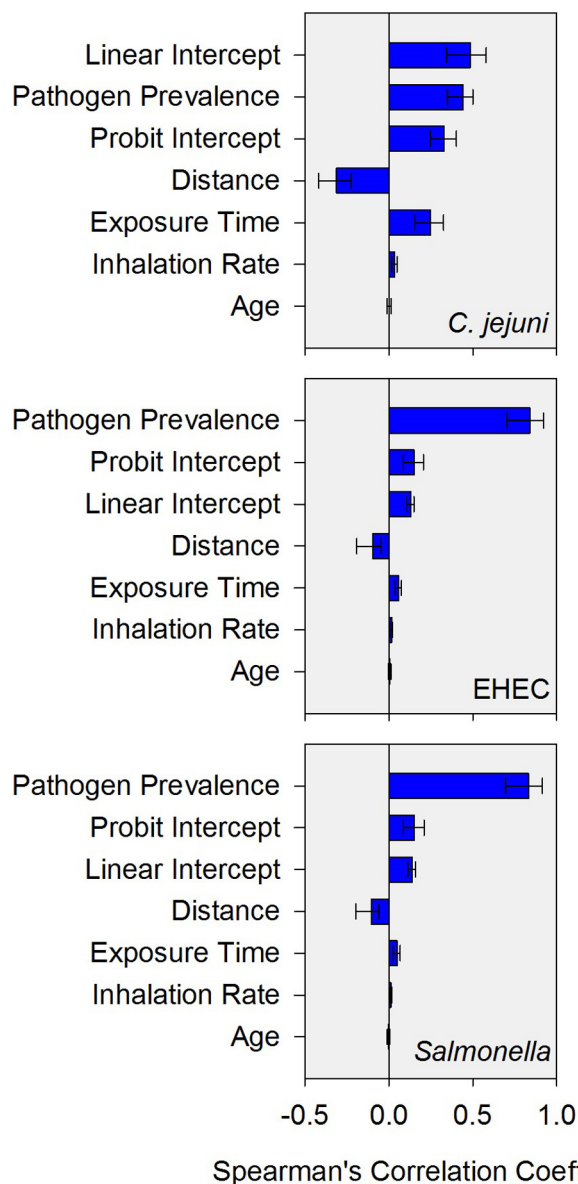 Linear Intercept
Pathogen Prevalence
Probit Intercept
Distance
Exposure Time
Inhalation Rate
Age
C. jejuni
Pathogen Prevalence
Probit Intercept
Linear Intercept
Distance
Exposure Time
Inhalation Rate
Age
EHEC
Pathogen Prevalence
Probit Intercept
Linear Intercept
Distance
Exposure Time
Inhalation Rate
Age
Salmonella
-0.5 0.0 0.5 1.0
Spearman's Correlation Coef